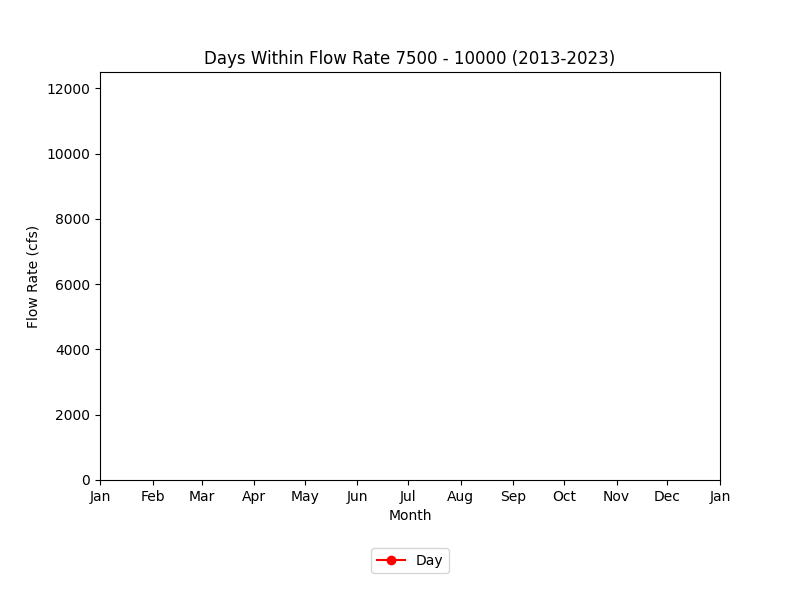 Days Within Flow Rate 7500 - 10000 (2013-2023)
12000
10000
8000
6000
4000
2000
0
Flow Rate (cfs)
Jan Feb Mar Apr May Jun Jul Aug Sep Oct Nov Dec Jan
Month
Day